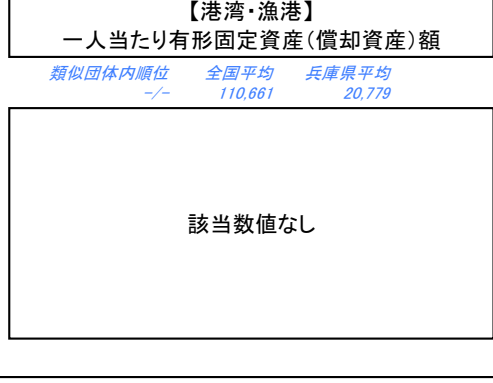 【港湾・漁港】
一人当たり有形固定資産(償却資産)額
類似団体内順位 全国平均 兵庫県平均
-/- 110,661 20,779
該当数値なし